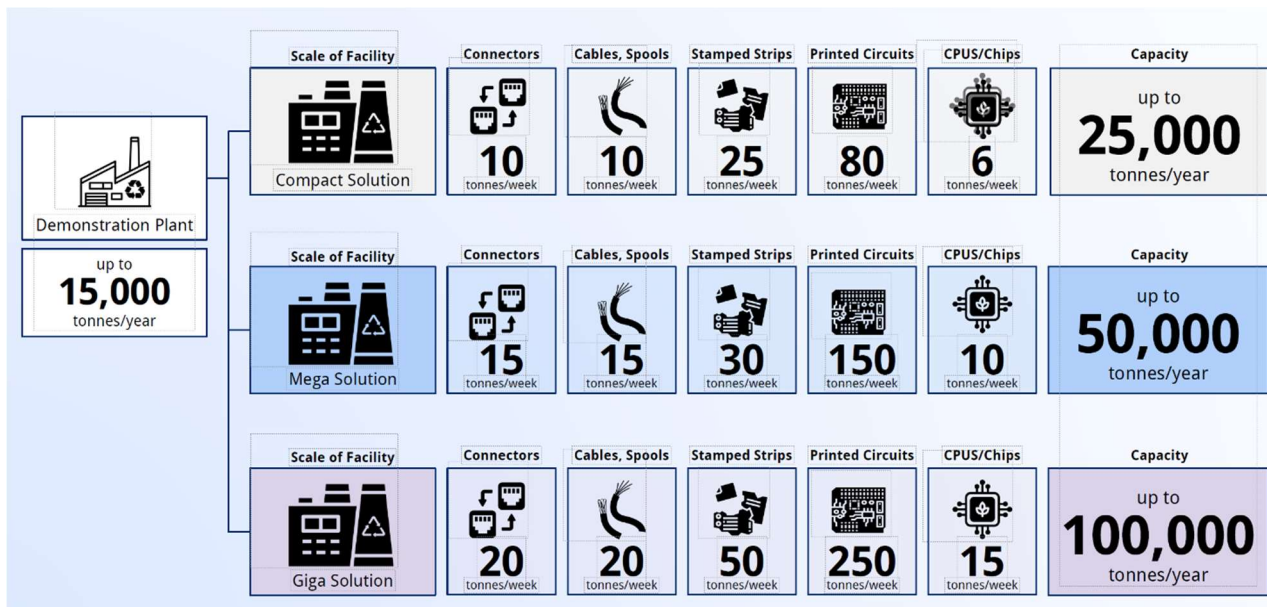 Demonstration Plant
up to
15,000
tonnes/year
Scale of Facility
Compact Solution
Connectors
10
tonnes/week
Cables, Spools
10
tonnes/week
Stamped Strips
25
tonnes/week
Printed Circuits
80
tonnes/week
CPUS/Chips
6
tonnes/week
Capacity
up to
25,000
tonnes/year
Scale of Facility
Mega Solution
Connectors
15
tonnes/week
Cables, Spools
15
tonnes/week
Stamped Strips
30
tonnes/week
Printed Circuits
150
tonnes/week
CPUS/Chips
10
tonnes/week
Capacity
up to
50,000
tonnes/year
Scale of Facility
Giga Solution
Connectors
20
tonnes/week
Cables, Spools
20
tonnes/week
Stamped Strips
50
tonnes/week
Printed Circuits
250
tonnes/week
CPUS/Chips
15
tonnes/week
Capacity
up to
100,000
tonnes/year